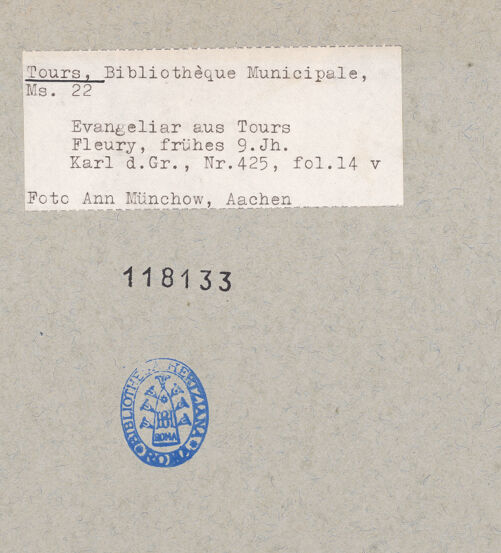 Tours, Bibliothèque Municipale,
Ms. 22
Evangeliar aus Tours
Fleury, frühes 9.Jh.
Karl d.Gr., Nr.425, fol.14 v
Foto Ann Münchow, Aachen
118133
BIBLIOTHECA HERTZIANA
ROMA